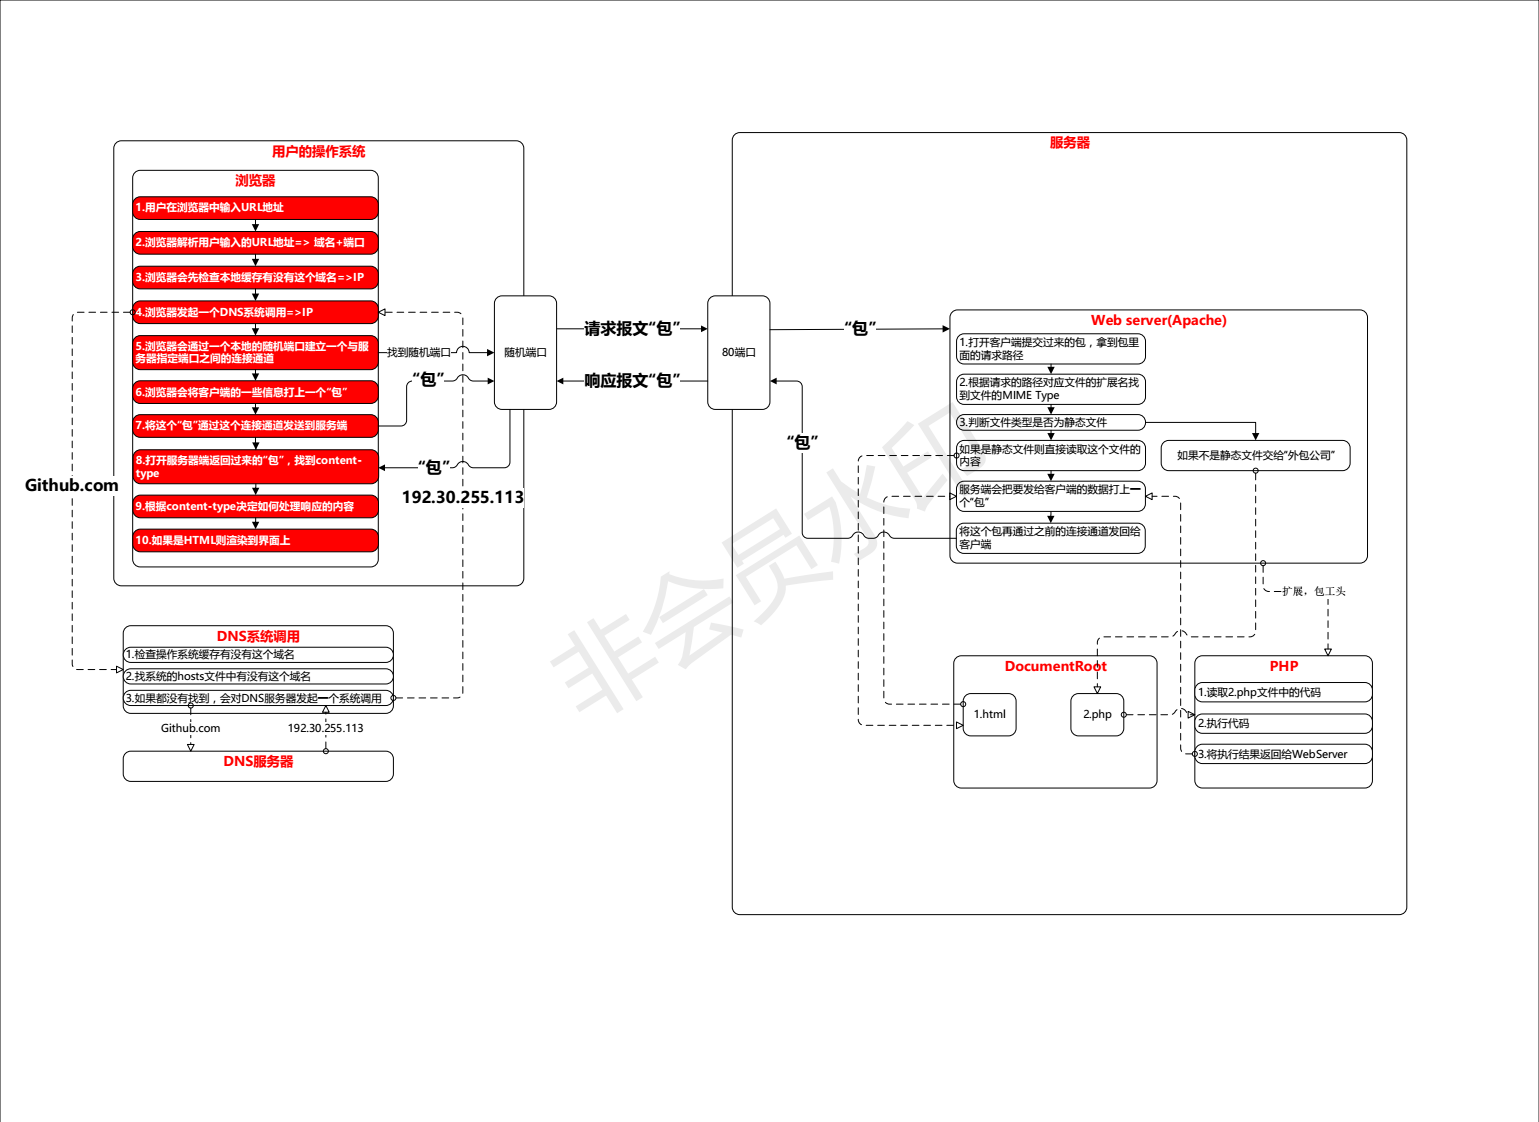 用户的操作系统
浏览器
1.用户在浏览器中输入URL地址
2.浏览器解析用户输入的URL地址=> 域名+端口
3.浏览器会先检查本地缓存有没有这个域名=>IP
4.浏览器发起一个DNS系统调用=>IP
5.浏览器会通过一个本地的随机端口建立一个与服
务器指定端口之间的连接通道
6.浏览器会将客户端的一些信息打上一个“包”
7.将这个“包”通过这个连接通道发送到服务端
8.打开服务器端返回过来的“包”，找到content-
type
9.根据content-type决定如何处理响应的内容
10.如果是HTML则渲染到界面上
找到随机端口
“包”
“包”
192.30.255.113
Github.com
随机端口
请求报文“包”
响应报文“包”
80端口
DNS系统调用
1.检查操作系统缓存有没有这个域名
2.找系统的hosts文件中有没有这个域名
3.如果都没有找到，会对DNS服务器发起一个系统调用
Github.com
192.30.255.113
DNS服务器
服务器
“包”
“包”
Web server(Apache)
1.打开客户端提交过来的包，拿到包里
面的请求路径
2.根据请求的路径对应文件的扩展名找
到文件的MIME Type
3.判断文件类型是否为静态文件
如果是静态文件则直接读取这个文件的
内容
如果不是静态文件交给“外包公司”
服务端会把要发给客户端的数据打上一
个“包”
将这个包再通过之前的连接通道发回给
客户端
扩展，包工头
DocumentRoot
1.html
2.php
PHP
1.读取2.php文件中的代码
2.执行代码
3.将执行结果返回给WebServer
非会员水印